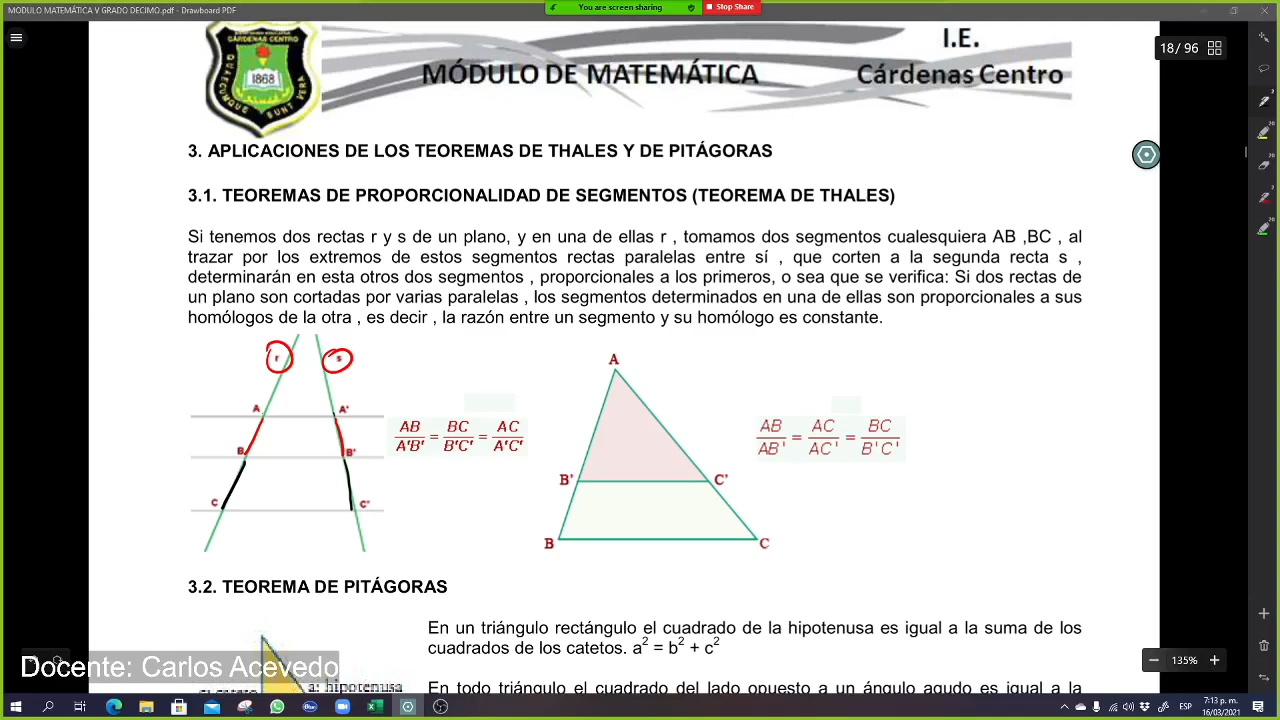 MODULO MATEMÁTICA V GRADO DECIMO.pdf - Drawboard PDF
You are screen sharing
Stop Share
CÁRDENAS CENTRO
1868
QUAECUMQUE SUNT VERA
MÓDULO DE MATEMÁTICA
I.E.
Cárdenas Centro
18 / 96
3. APLICACIONES DE LOS TEOREMAS DE THALES Y DE PITÁGORAS
3.1. TEOREMAS DE PROPORCIONALIDAD DE SEGMENTOS (TEOREMA DE THALES)
Si tenemos dos rectas r y s de un plano, y en una de ellas r , tomamos dos segmentos cualesquiera AB ,BC , al
trazar por los extremos de estos segmentos rectas paralelas entre sí , que corten a la segunda recta s ,
determinarán en esta otros dos segmentos , proporcionales a los primeros, o sea que se verifica: Si dos rectas de
un plano son cortadas por varias paralelas , los segmentos determinados en una de ellas son proporcionales a sus
homólogos de la otra , es decir , la razón entre un segmento y su homólogo es constante.
r s
A A'
B B'
C C'
AB/A'B' = BC/B'C' = AC/A'C'
A
B' C'
B C
AB/AB' = AC/AC' = BC/B'C'
3.2. TEOREMA DE PITÁGORAS
En un triángulo rectángulo el cuadrado de la hipotenusa es igual a la suma de los
cuadrados de los catetos. a² = b² + c²
En todo triángulo el cuadrado del lado opuesto a un ángulo agudo es igual a la
a: hipotenusa
Docente: Carlos Acevedo
135%
ESP
7:13 p.m.
16/03/2021